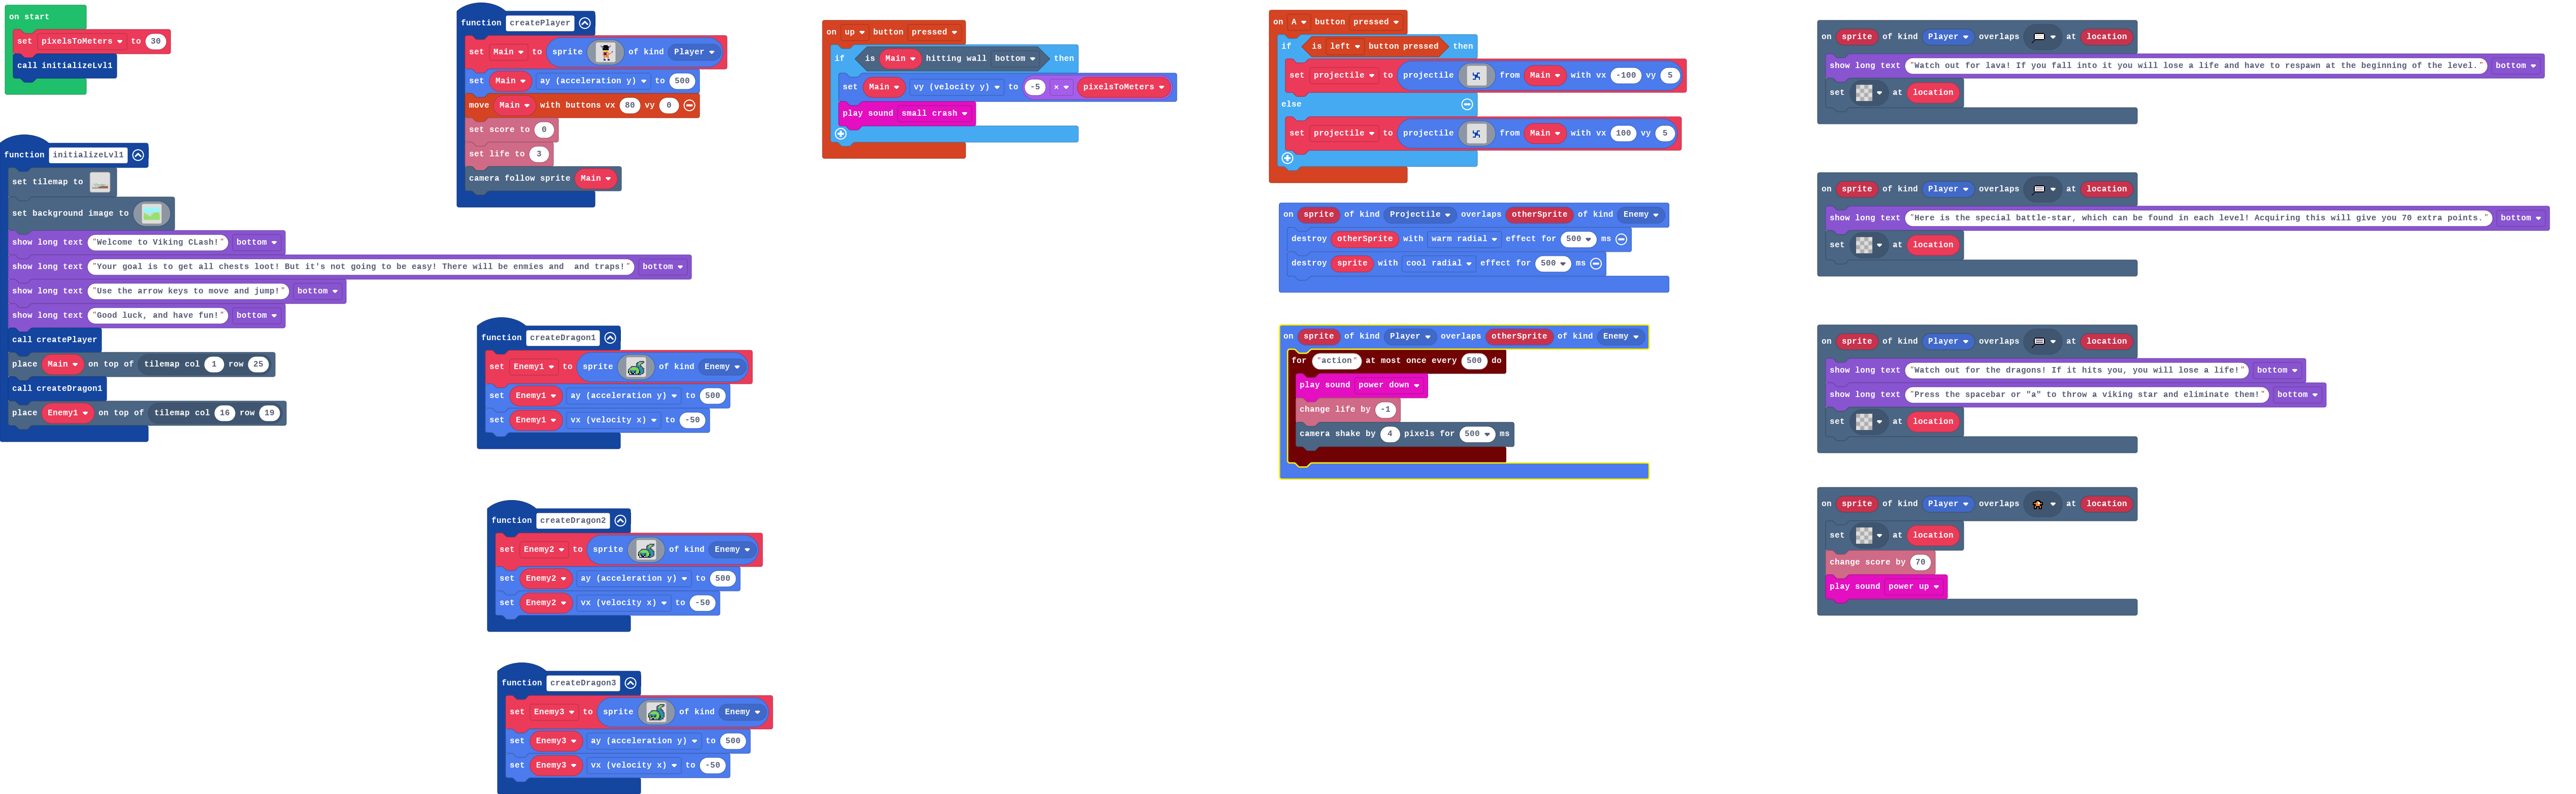 on start
set pixelsToMeters to 30
call initializeLvl1
function initializeLvl1
set tilemap to
set background image to
show long text "Welcome to Viking CLash!" bottom
show long text "Your goal is to get all chests loot! But it's not going to be easy! There will be enmies and  and traps!" bottom
show long text "Use the arrow keys to move and jump!" bottom
show long text "Good luck, and have fun!" bottom
call createPlayer
place Main on top of tilemap col 1 row 25
call createDragon1
place Enemy1 on top of tilemap col 16 row 19
function createPlayer
set Main to sprite of kind Player
set Main ay (acceleration y) to 500
move Main with buttons vx 80 vy 0
set score to 0
set life to 3
camera follow sprite Main
function createDragon1
set Enemy1 to sprite of kind Enemy
set Enemy1 ay (acceleration y) to 500
set Enemy1 vx (velocity x) to -50
function createDragon2
set Enemy2 to sprite of kind Enemy
set Enemy2 ay (acceleration y) to 500
set Enemy2 vx (velocity x) to -50
function createDragon3
set Enemy3 to sprite of kind Enemy
set Enemy3 ay (acceleration y) to 500
set Enemy3 vx (velocity x) to -50
on up button pressed
if is Main hitting wall bottom then
set Main vy (velocity y) to -5 × pixelsToMeters
play sound small crash
on A button pressed
if is left button pressed then
set projectile to projectile from Main with vx -100 vy 5
else
set projectile to projectile from Main with vx 100 vy 5
on sprite of kind Projectile overlaps otherSprite of kind Enemy
destroy otherSprite with warm radial effect for 500 ms
destroy sprite with cool radial effect for 500 ms
on sprite of kind Player overlaps otherSprite of kind Enemy
for "action" at most once every 500 do
play sound power down
change life by -1
camera shake by 4 pixels for 500 ms
on sprite of kind Player overlaps at location
show long text "Watch out for lava! If you fall into it you will lose a life and have to respawn at the beginning of the level." bottom
set at location
on sprite of kind Player overlaps at location
show long text "Here is the special battle-star, which can be found in each level! Acquiring this will give you 70 extra points." bottom
set at location
on sprite of kind Player overlaps at location
show long text "Watch out for the dragons! If it hits you, you will lose a life!" bottom
show long text "Press the spacebar or "a" to throw a viking star and eliminate them!" bottom
set at location
on sprite of kind Player overlaps at location
set at location
change score by 70
play sound power up